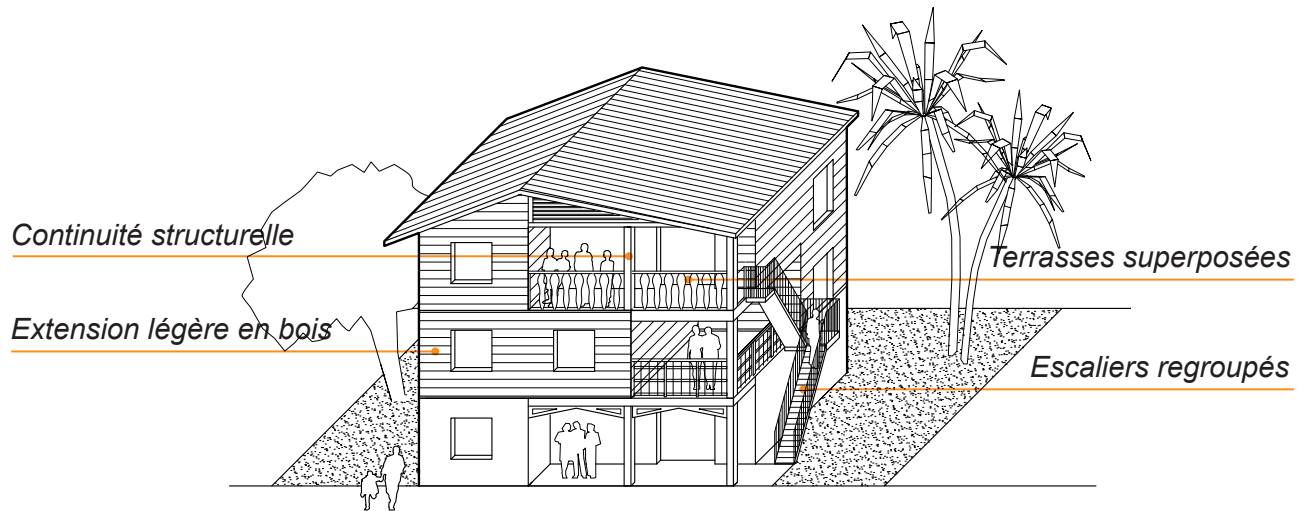 Continuité structurelle
Terrasses superposées
Extension légère en bois
Escaliers regroupés